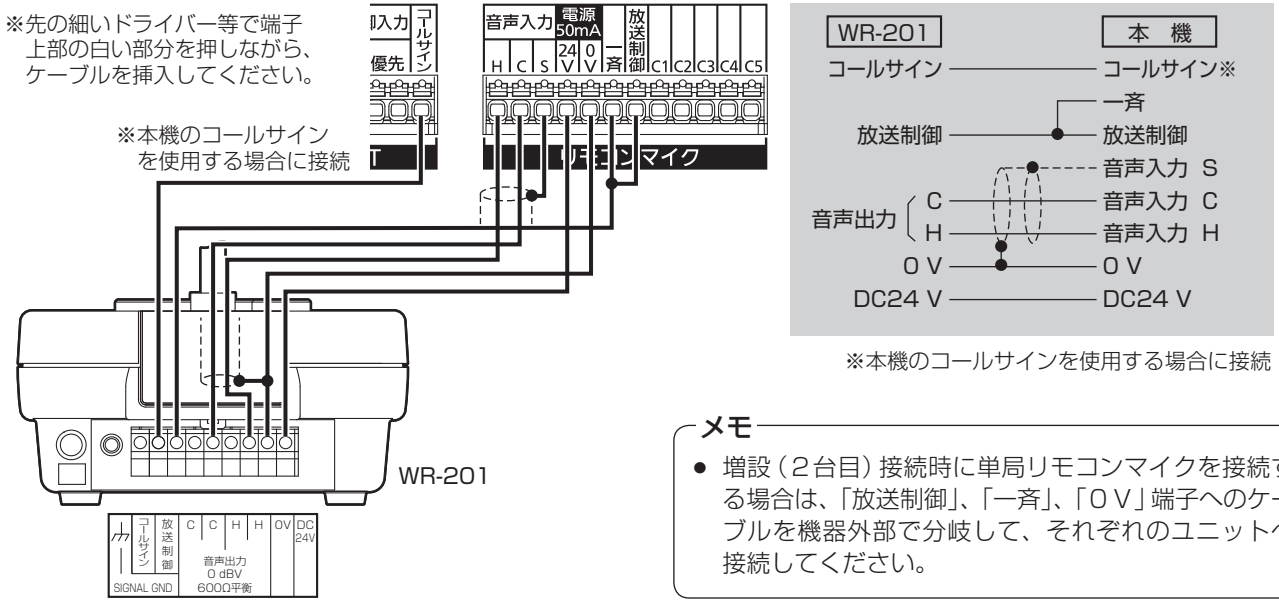 ※先の細いドライバー等で端子
上部の白い部分を押しながら、
ケーブルを挿入してください。
※本機のコールサイン
を使用する場合に接続
入力
優先
コールサイン
T
音声入力
H C S
電源
50mA
24V 0V
一斉
放送制御
C1 C2 C3 C4 C5
リモコンマイク
WR-201
SIGNAL GND
コールサイン
放送制御
C C H H
音声出力
0 dBV
600Ω平衡
0V
DC
24V
WR-201 本 機
コールサイン コールサイン※
一斉
放送制御 放送制御
音声入力 S
音声出力 C 音声入力 C
H 音声入力 H
0 V 0 V
DC24 V DC24 V
※本機のコールサインを使用する場合に接続
メモ
● 増設(2台目)接続時に単局リモコンマイクを接続す
る場合は、「放送制御」、「一斉」、「0 V」端子へのケー
ブルを機器外部で分岐して、それぞれのユニットへ
接続してください。